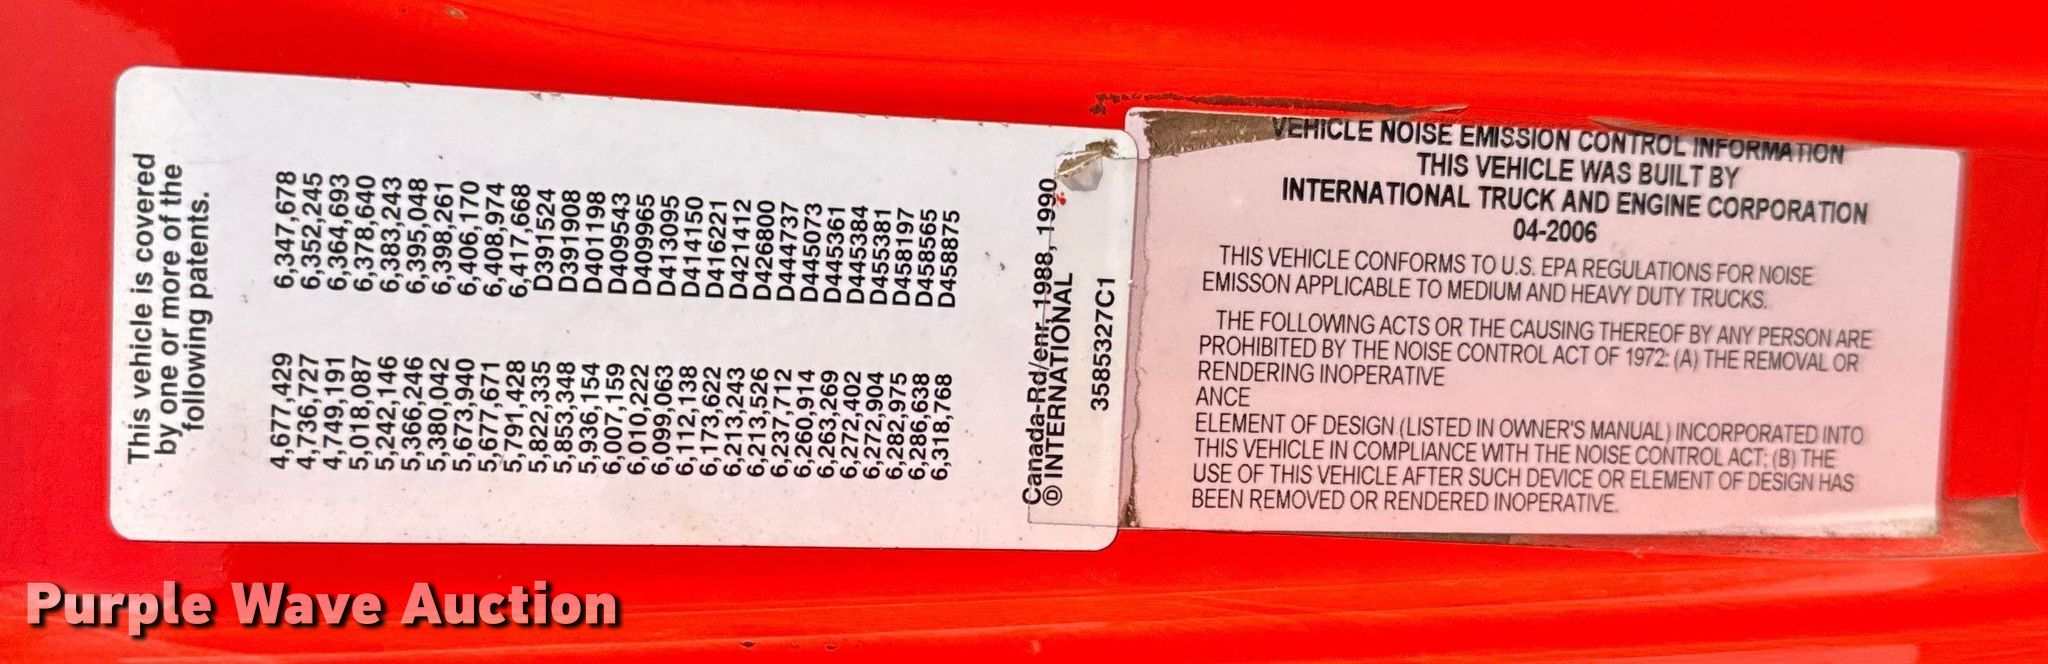 This vehicle is covered
by one or more of the
following patents.
4,677,429 6,347,678
4,736,727 6,352,245
4,749,191 6,364,693
5,018,087 6,378,640
5,242,146 6,383,243
5,366,246 6,395,048
5,380,042 6,398,261
5,673,940 6,406,170
5,677,671 6,408,974
5,791,428 6,417,668
5,822,335 D391524
5,853,348 D391908
5,936,154 D401198
6,007,159 D409543
6,010,222 D409965
6,099,063 D413095
6,112,138 D414150
6,173,622 D416221
6,213,243 D421412
6,213,526 D426800
6,237,712 D444737
6,260,914 D445073
6,263,269 D445361
6,272,402 D445384
6,272,904 D455381
6,282,975 D458197
6,286,638 D458565
6,318,768 D458875
Canada-Rd/enr, 1988, 1990
Ⓓ INTERNATIONAL
3585327C1
VEHICLE NOISE EMISSION CONTROL INFORMATION
THIS VEHICLE WAS BUILT BY
INTERNATIONAL TRUCK AND ENGINE CORPORATION
04-2006
THIS VEHICLE CONFORMS TO U.S. EPA REGULATIONS FOR NOISE
EMISSON APPLICABLE TO MEDIUM AND HEAVY DUTY TRUCKS.
THE FOLLOWING ACTS OR THE CAUSING THEREOF BY ANY PERSON ARE
PROHIBITED BY THE NOISE CONTROL ACT OF 1972: (A) THE REMOVAL OR
RENDERING INOPERATIVE
ANCE
ELEMENT OF DESIGN (LISTED IN OWNER'S MANUAL) INCORPORATED INTO
THIS VEHICLE IN COMPLIANCE WITH THE NOISE CONTROL ACT; (B) THE
USE OF THIS VEHICLE AFTER SUCH DEVICE OR ELEMENT OF DESIGN HAS
BEEN REMOVED OR RENDERED INOPERATIVE.
Purple Wave Auction